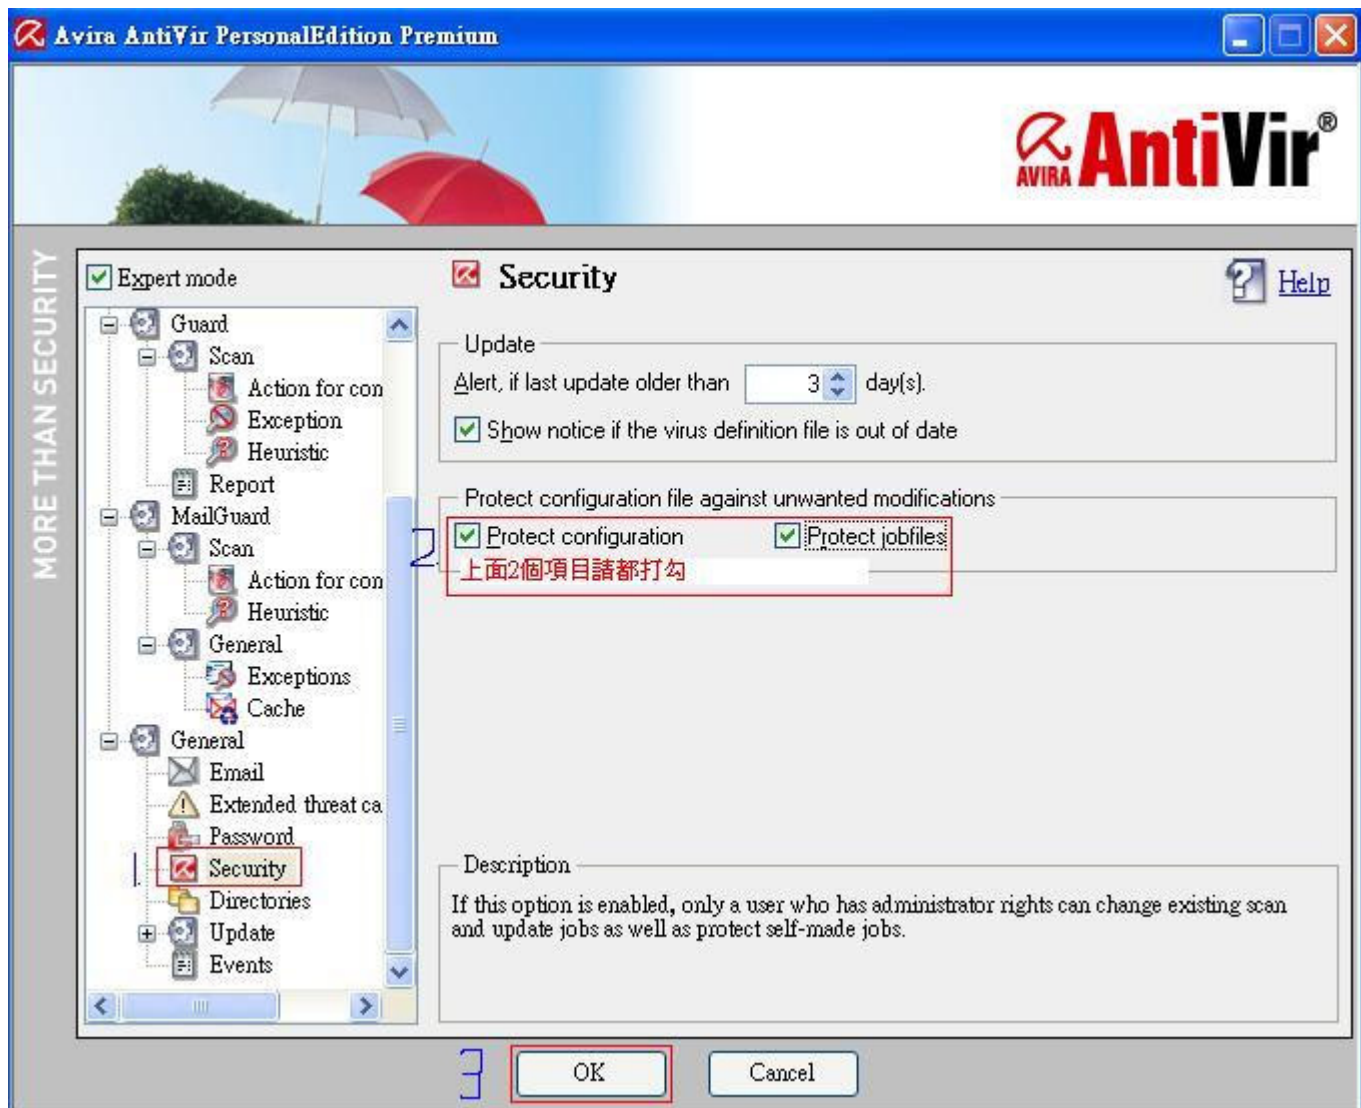 Avira AntiVir PersonalEdition Premium
AVIRA AntiVir®
MORE THAN SECURITY
Expert mode
Guard
Scan
Action for con
Exception
Heuristic
Report
MailGuard
Scan
Action for con
Heuristic
General
Exceptions
Cache
General
Email
Extended threat ca
Password
1. Security
Directories
Update
Events
Security
Help
Update
Alert, if last update older than 3 day(s).
Show notice if the virus definition file is out of date
Protect configuration file against unwanted modifications
2. Protect configuration Protect jobfiles
上面2個項目請都打勾
Description
If this option is enabled, only a user who has administrator rights can change existing scan
and update jobs as well as protect self-made jobs.
3 OK Cancel